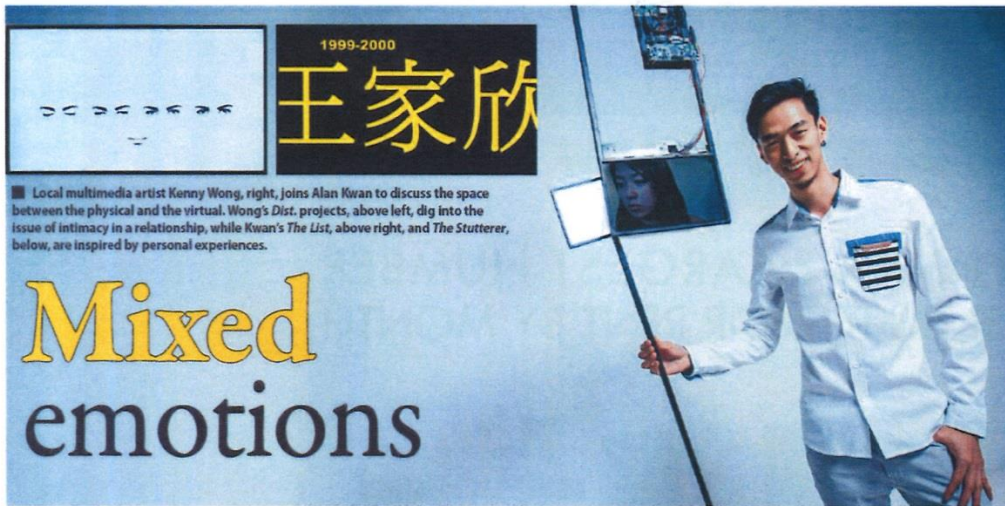 1999-2000
王家欣
■ Local multimedia artist Kenny Wong, right, joins Alan Kwan to discuss the space
between the physical and the virtual. Wong's Dist. projects, above left, dig into the
issue of intimacy in a relationship, while Kwan's The List, above right, and The Stutterer,
below, are inspired by personal experiences.
Mixed
emotions